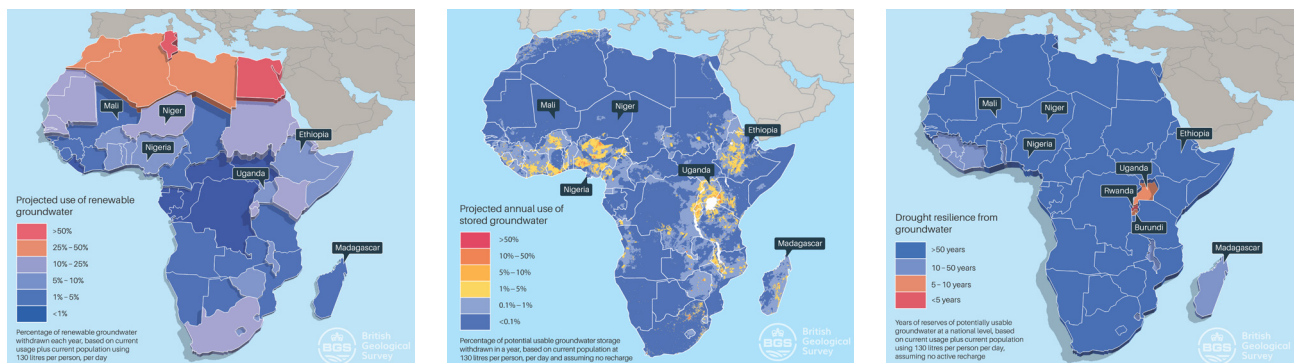 Mali
Niger
Ethiopia
Nigeria
Uganda
Madagascar
Projected use of renewable
groundwater
>50%
25%–50%
10%–25%
5%–10%
1%–5%
<1%
Percentage of renewable groundwater
withdrawn each year, based on current
usage plus current population using
130 litres per person, per day
BGS
British
Geological
Survey
Mali
Niger
Ethiopia
Uganda
Nigeria
Madagascar
Projected annual use of
stored groundwater
>50%
10%–50%
5%–10%
1%–5%
0.1%–1%
<0.1%
Percentage of potential usable groundwater storage
withdrawn in a year, based on current population at
130 litres per person, per day and assuming no recharge
BGS
British
Geological
Survey
Mali
Niger
Ethiopia
Nigeria
Uganda
Rwanda
Burundi
Madagascar
Drought resilience from
groundwater
>50 years
10–50 years
5–10 years
<5 years
Years of reserves of potentially usable
groundwater at a national level, based
on current usage plus current population
using 130 litres per person per day,
assuming no active recharge
BGS
British
Geological
Survey